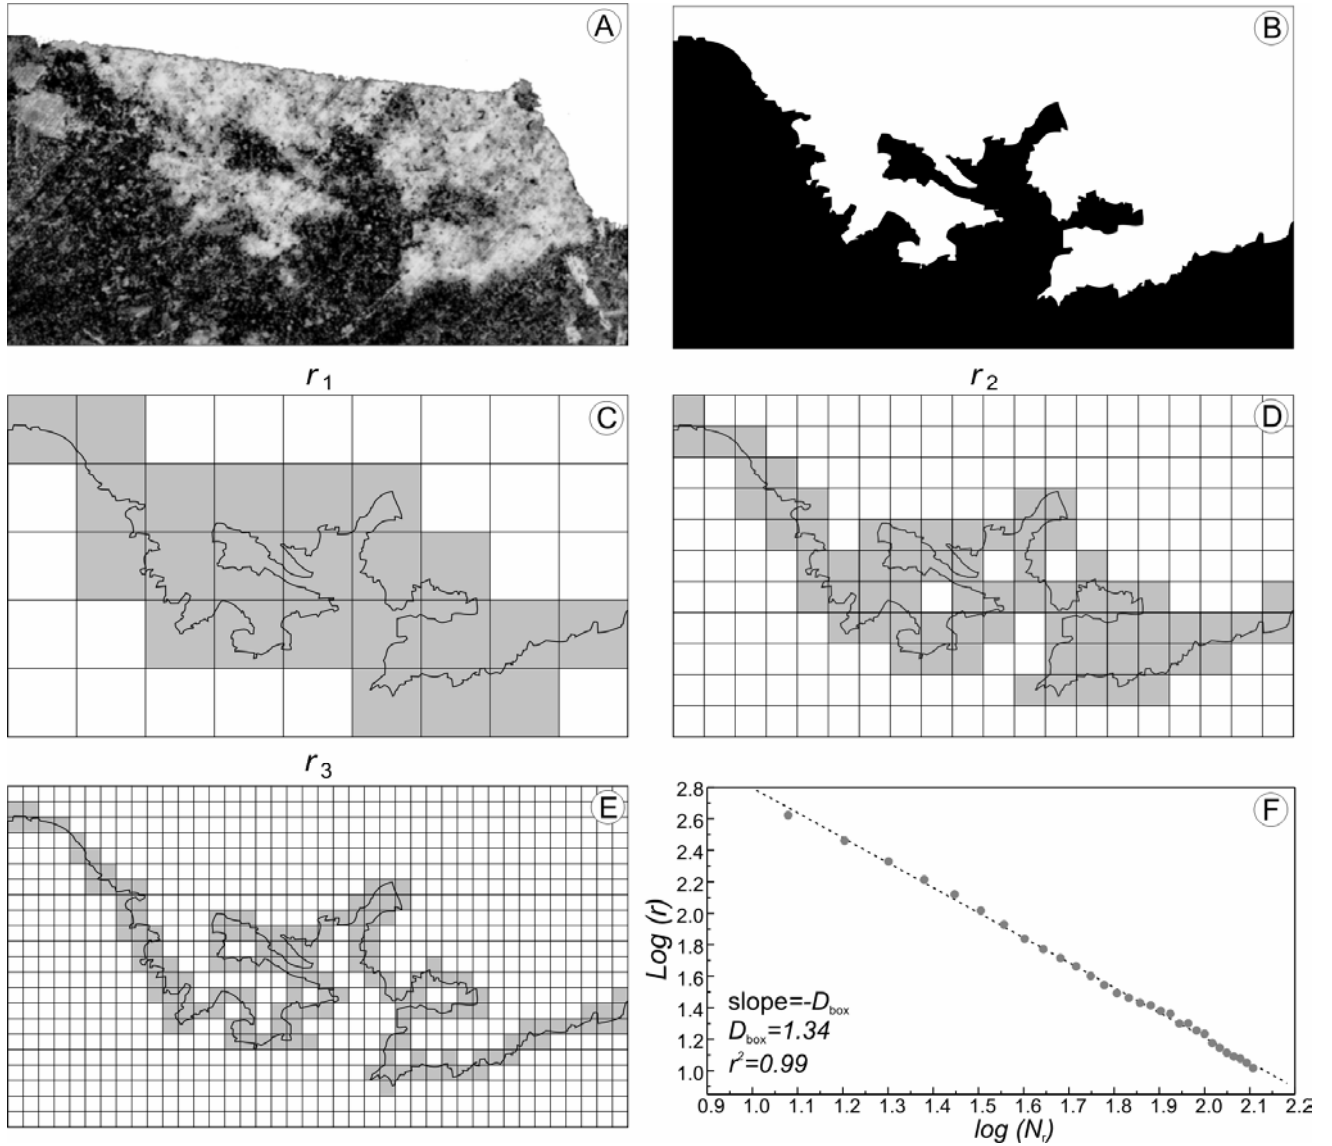 A
B
r1
r2
C
D
r3
E
F
2.8
2.6
2.4
2.2
2.0
1.8
1.6
1.4
1.2
1.0
Log (r)
slope=-Dbox
Dbox=1.34
r²=0.99
0.9 1.0 1.1 1.2 1.3 1.4 1.5 1.6 1.7 1.8 1.9 2.0 2.1 2.2
log (Nr)